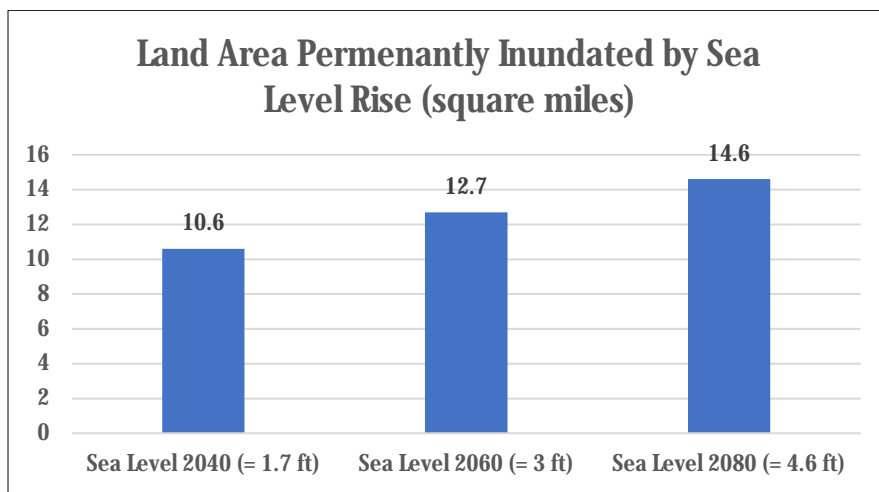 Land Area Permenantly Inundated by Sea
Level Rise (square miles)
16
14
12
10
8
6
4
2
0
10.6
12.7
14.6
Sea Level 2040 (= 1.7 ft)
Sea Level 2060 (= 3 ft)
Sea Level 2080 (= 4.6 ft)